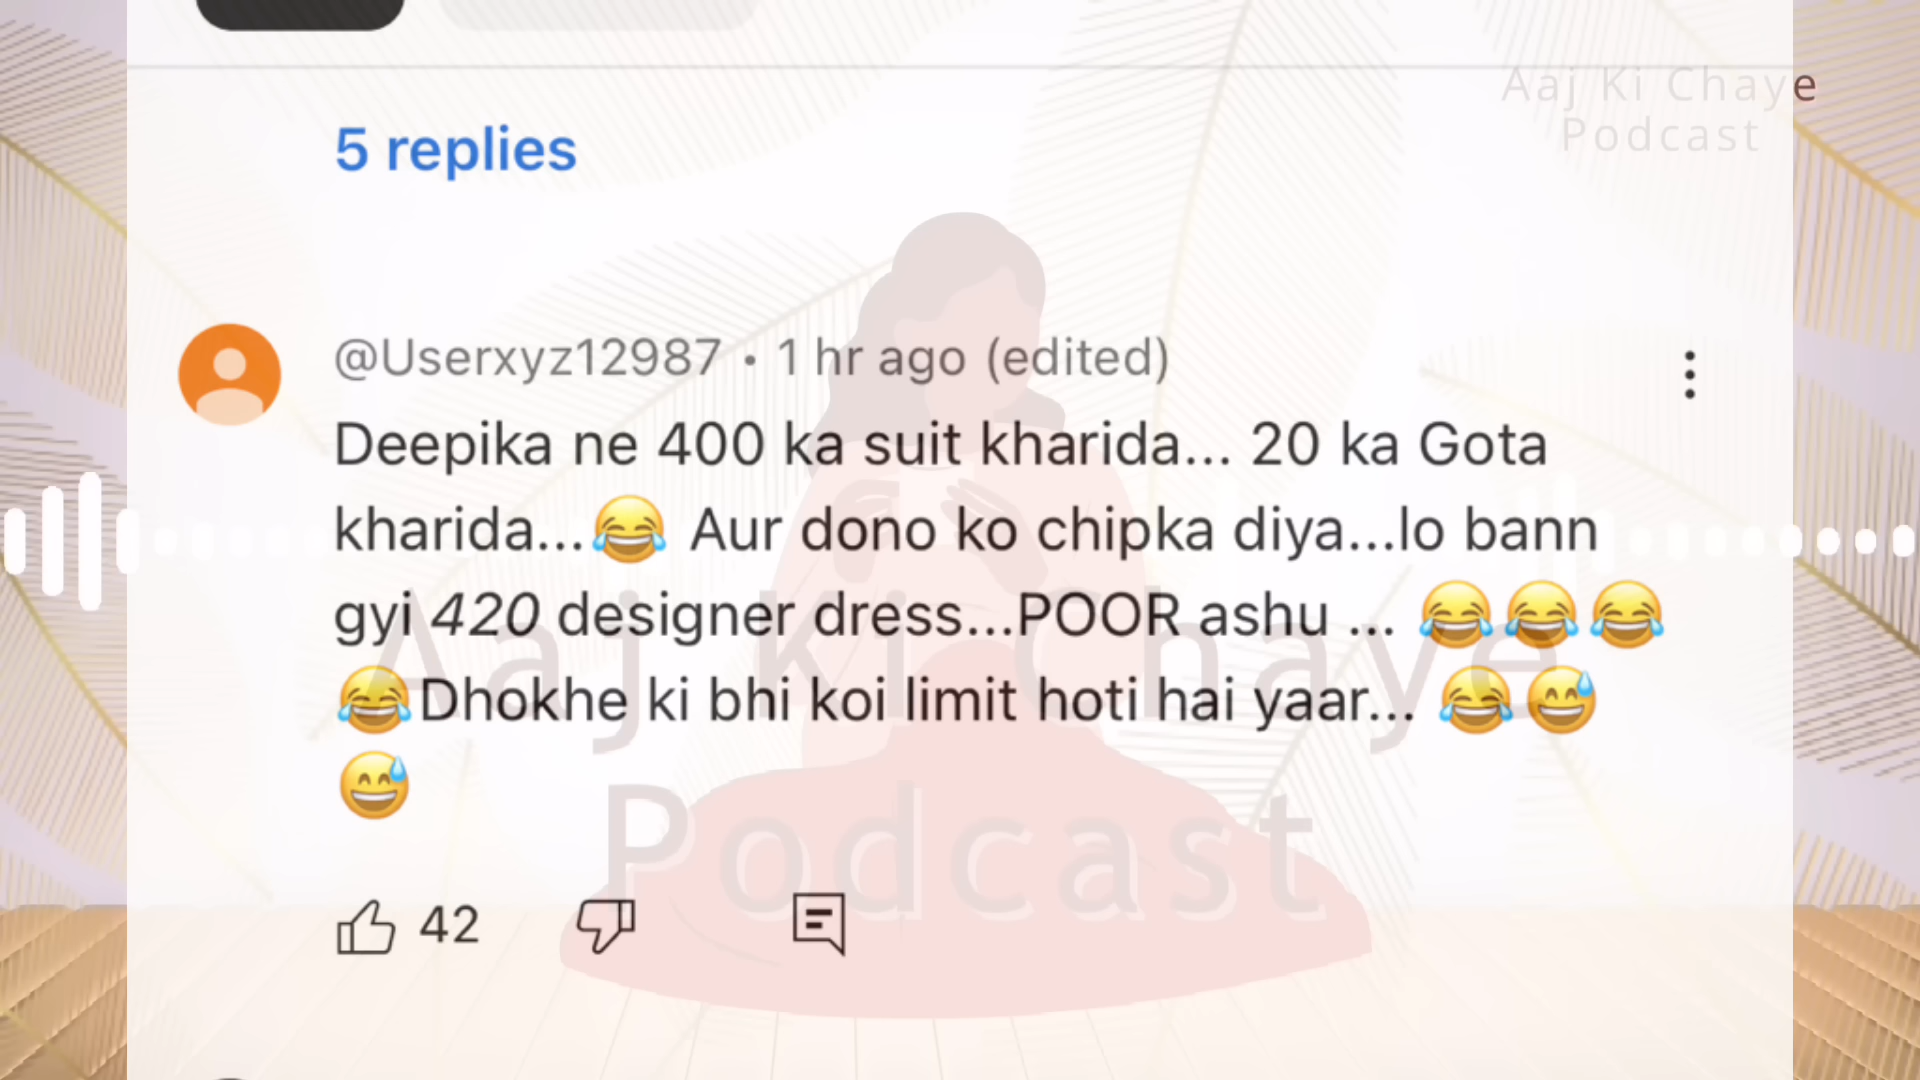 Aaj Ki Chaye
Podcast
5 replies
@Userxyz12987 • 1 hr ago (edited)
Deepika ne 400 ka suit kharida... 20 ka Gota
kharida...😂 Aur dono ko chipka diya...lo bann
gyi 420 designer dress...POOR ashu ... 😂😂😂
😂Dhokhe ki bhi koi limit hoti hai yaar... 😂😅
😅
Aaj Ki Chaye
Podcast
42